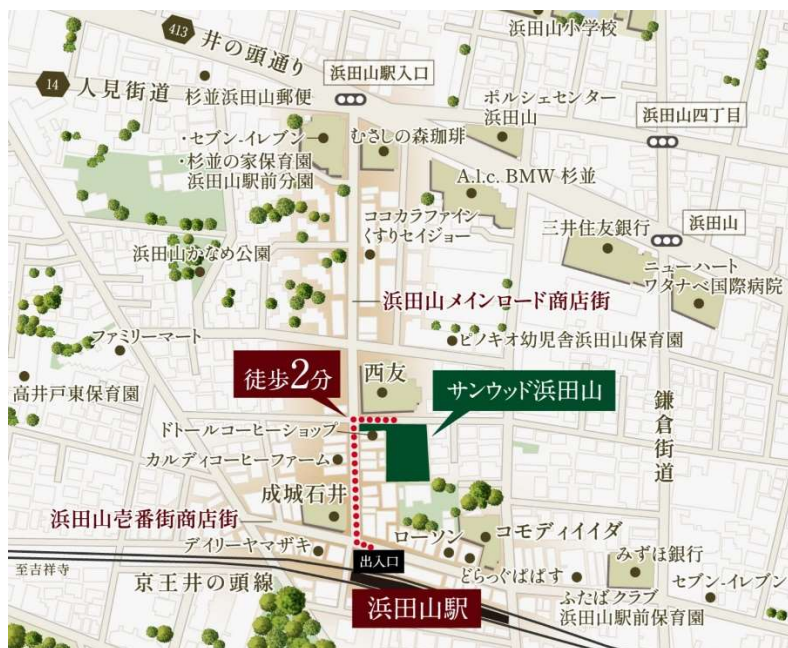 浜田山小学校
413
井の頭通り
14
人見街道
浜田山駅入口
杉並浜田山郵便
ポルシェセンター
浜田山
浜田山四丁目
・セブン-イレブン
・杉並の家保育園
浜田山駅前分園
むさしの森珈琲
A.l.c. BMW 杉並
ココカラファイン
くすりセイジョー
三井住友銀行
浜田山
浜田山かなめ公園
ニューハート
ワタナベ国際病院
浜田山メインロード商店街
ファミリーマート
ピノキオ幼児舎浜田山保育園
徒歩2分
西友
サンウッド浜田山
高井戸東保育園
鎌倉街道
ドトールコーヒーショップ
カルディコーヒーファーム
成城石井
浜田山壱番街商店街
ローソン
コモディイイダ
デイリーヤマザキ
出入口
みずほ銀行
至吉祥寺
京王井の頭線
どらっぐぱぱす
セブン-イレブン
ふたばクラブ
浜田山駅前保育園
浜田山駅